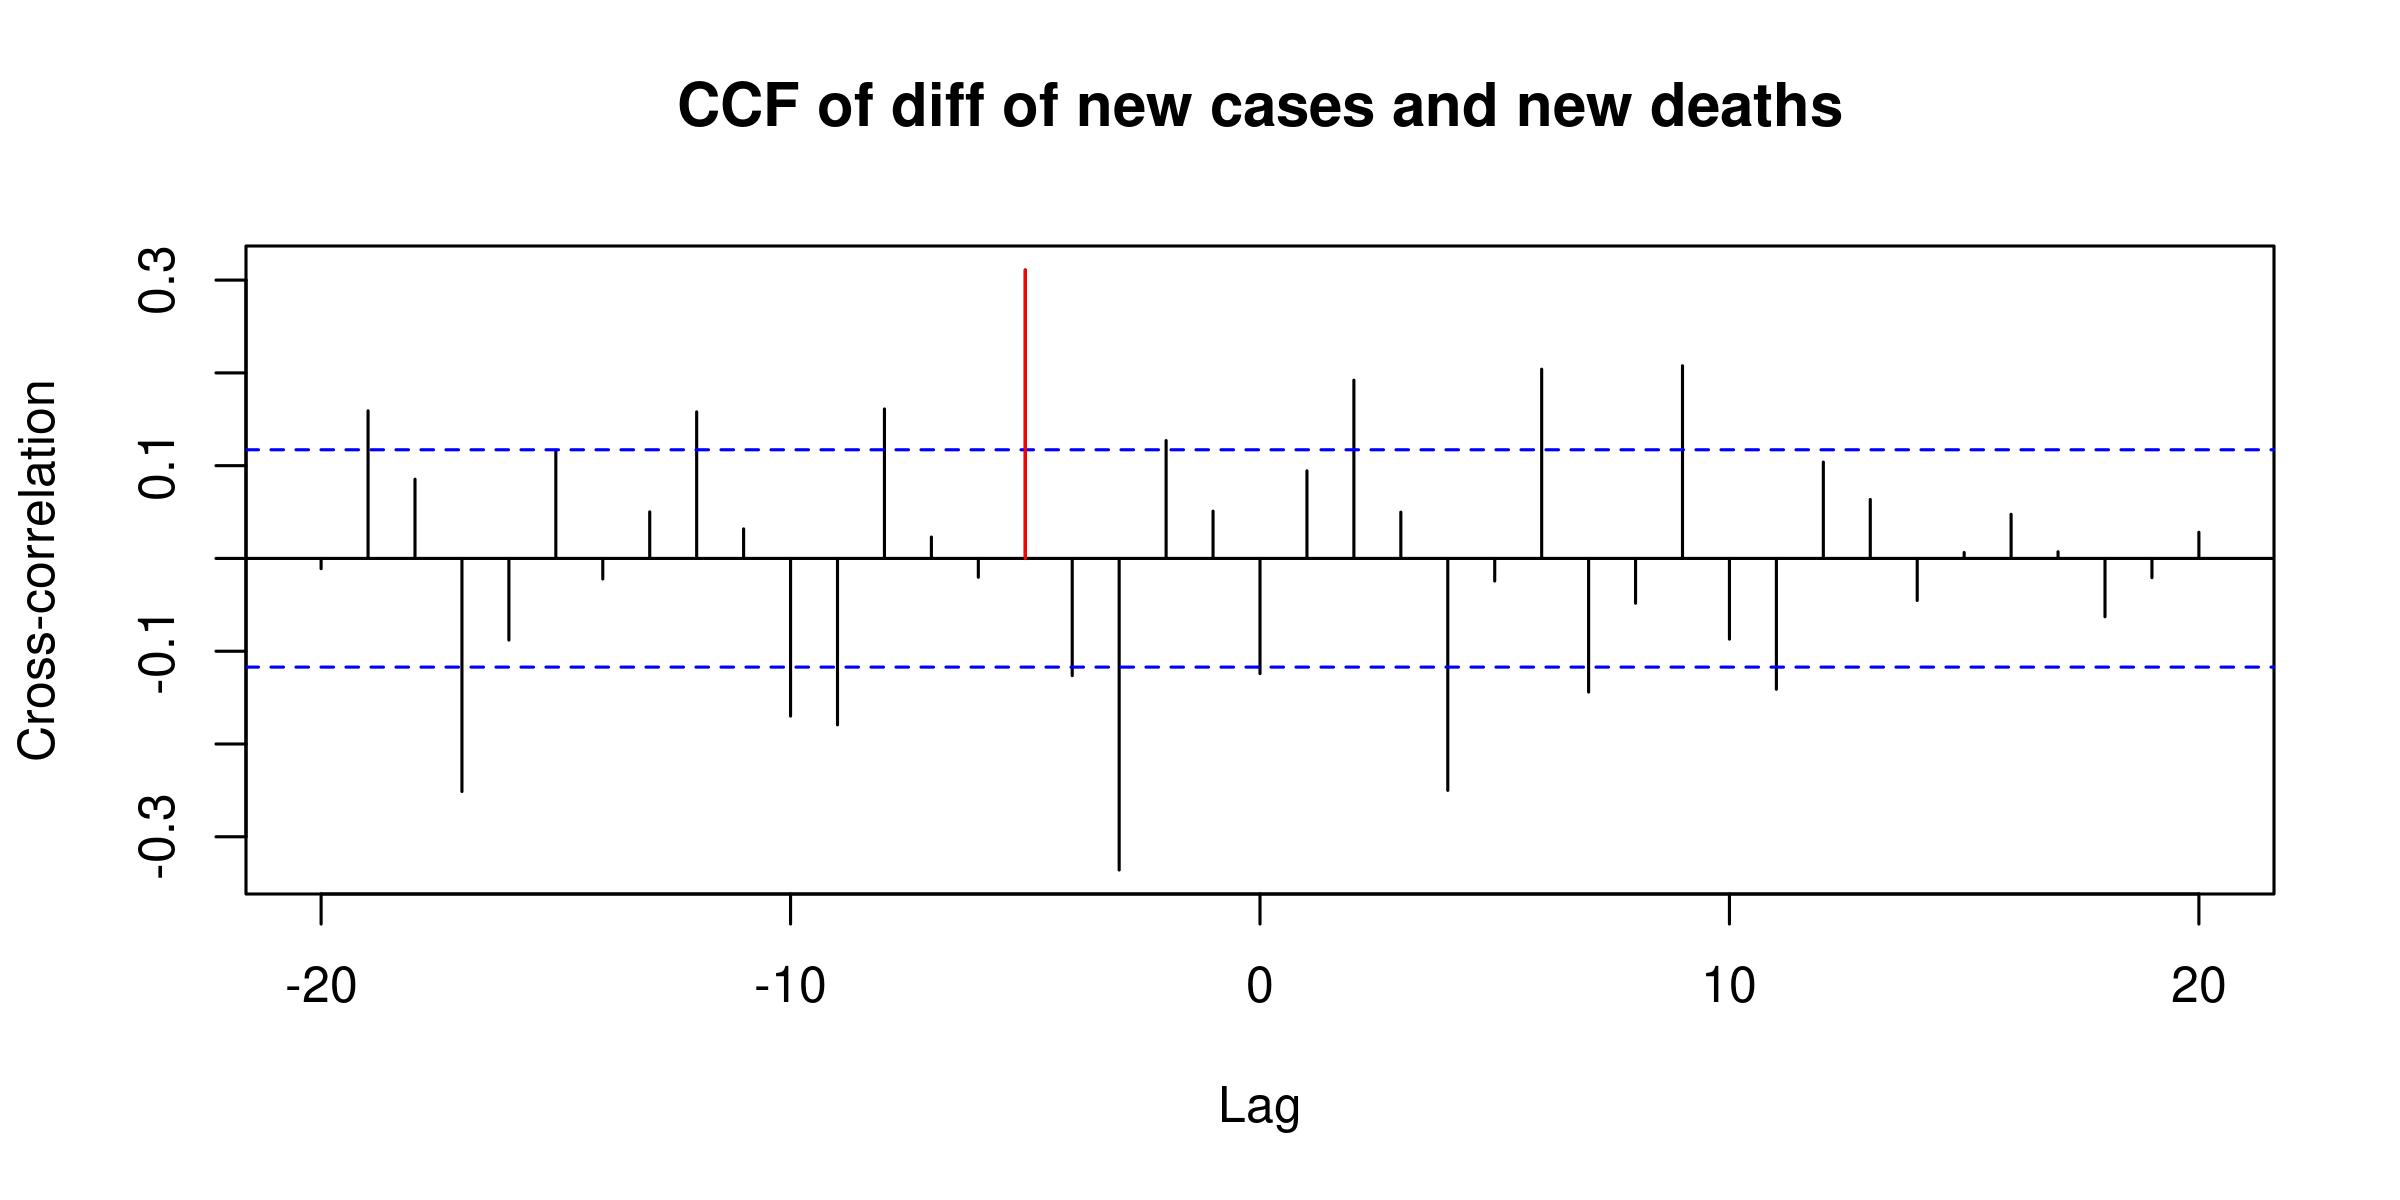 CCF of diff of new cases and new deaths
Cross-correlation
0.3
0.1
-0.1
-0.3
-20 -10 0 10 20
Lag